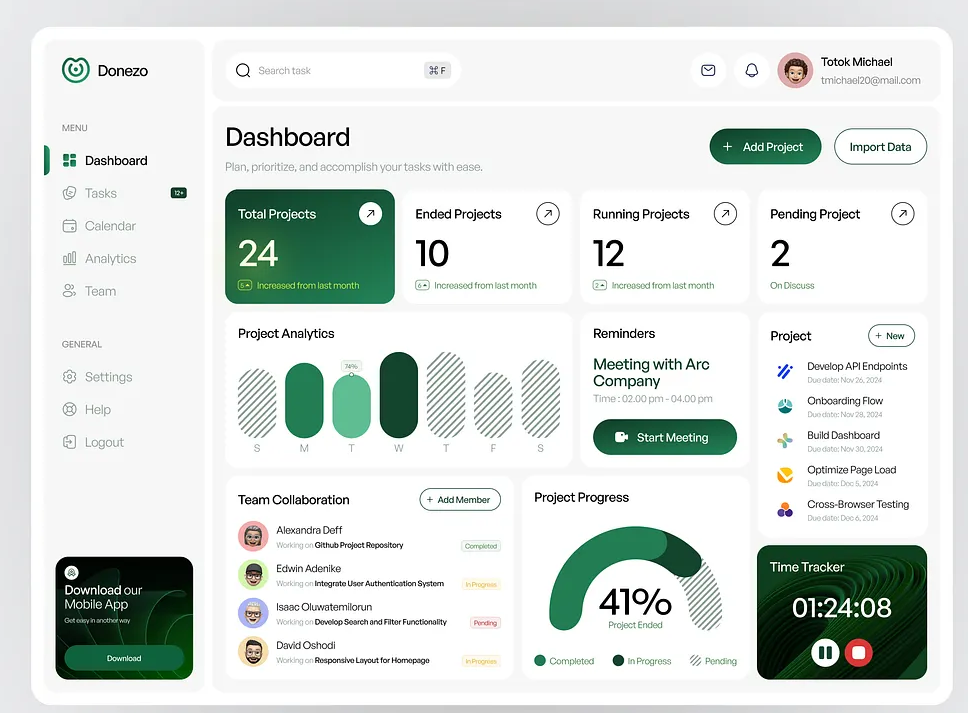 Donezo
Search task
⌘ F
Totok Michael
tmichael20@mail.com
MENU
Dashboard
Tasks
12+
Calendar
Analytics
Team
GENERAL
Settings
Help
Logout
Download our
Mobile App
Get easy in another way
Download
Dashboard
Plan, prioritize, and accomplish your tasks with ease.
+ Add Project
Import Data
Total Projects
24
5 Increased from last month
Ended Projects
10
6 Increased from last month
Running Projects
12
2 Increased from last month
Pending Project
2
On Discuss
Project Analytics
74%
S M T W T F S
Reminders
Meeting with Arc
Company
Time : 02.00 pm - 04.00 pm
Start Meeting
Project
+ New
Develop API Endpoints
Due date: Nov 26, 2024
Onboarding Flow
Due date: Nov 28, 2024
Build Dashboard
Due date: Nov 30, 2024
Optimize Page Load
Due date: Dec 5, 2024
Cross-Browser Testing
Due date: Dec 6, 2024
Team Collaboration
+ Add Member
Alexandra Deff
Working on Github Project Repository
Completed
Edwin Adenike
Working on Integrate User Authentication System
In Progress
Isaac Oluwatemilorun
Working on Develop Search and Filter Functionality
Pending
David Oshodi
Working on Responsive Layout for Homepage
In Progress
Project Progress
41%
Project Ended
Completed
In Progress
Pending
Time Tracker
01:24:08